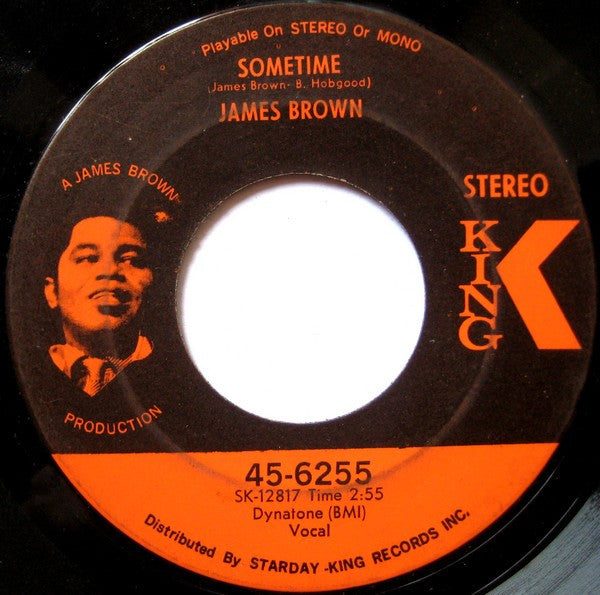 Playable On STEREO Or MONO
SOMETIME
(James Brown- B. Hobgood)
JAMES BROWN
A JAMES BROWN
PRODUCTION
STEREO
KING
45-6255
SK-12817 Time 2:55
Dynatone (BMI)
Vocal
Distributed By STARDAY-KING RECORDS INC.